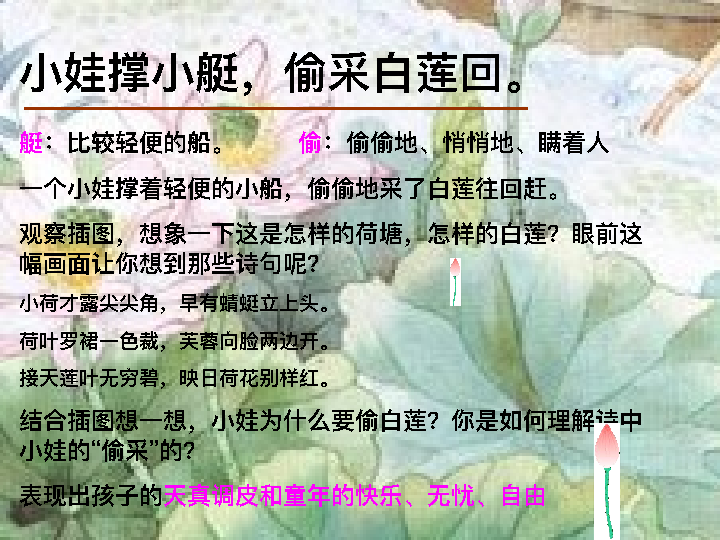 小娃撑小艇，偷采白莲回。
艇：比较轻便的船。 偷：偷偷地、悄悄地、瞒着人
一个小娃撑着轻便的小船，偷偷地采了白莲往回赶。
观察插图，想象一下这是怎样的荷塘，怎样的白莲？眼前这
幅画面让你想到那些诗句呢？
小荷才露尖尖角，早有蜻蜓立上头。
荷叶罗裙一色裁，芙蓉向脸两边开。
接天莲叶无穷碧，映日荷花别样红。
结合插图想一想，小娃为什么要偷白莲？你是如何理解诗中
小娃的“偷采”的？
表现出孩子的天真调皮和童年的快乐、无忧、自由